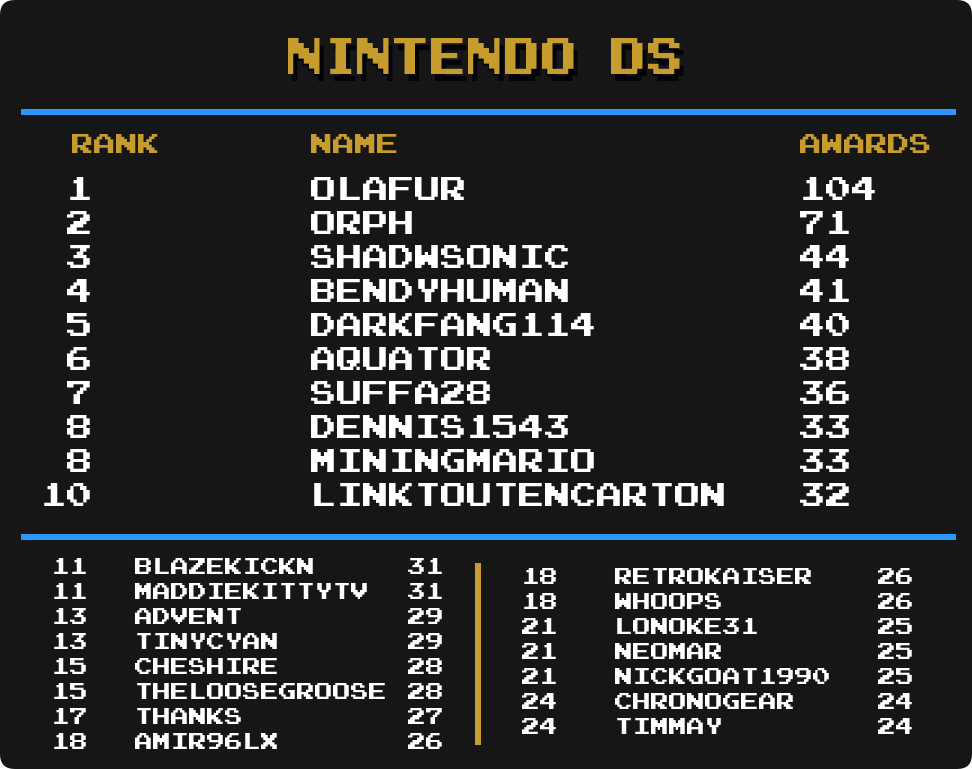 NINTENDO DS
RANK NAME AWARDS
1 OLAFUR 104
2 ORPH 71
3 SHADWSONIC 44
4 BENDYHUMAN 41
5 DARKFANG114 40
6 AQUATOR 38
7 SUFFA28 36
8 DENNIS1543 33
8 MININGMARIO 33
10 LINKTOUTENCARTON 32
11 BLAZEKICKN 31
11 MADDIEKITTYTV 31
13 ADVENT 29
13 TINYCYAN 29
15 CHESHIRE 28
15 THELOOSEGROOSE 28
17 THANKS 27
18 AMIR96LX 26
18 RETROKAISER 26
18 WHOOPS 26
21 LONOKE31 25
21 NEOMAR 25
21 NICKGOAT1990 25
24 CHRONOGEAR 24
24 TIMMAY 24